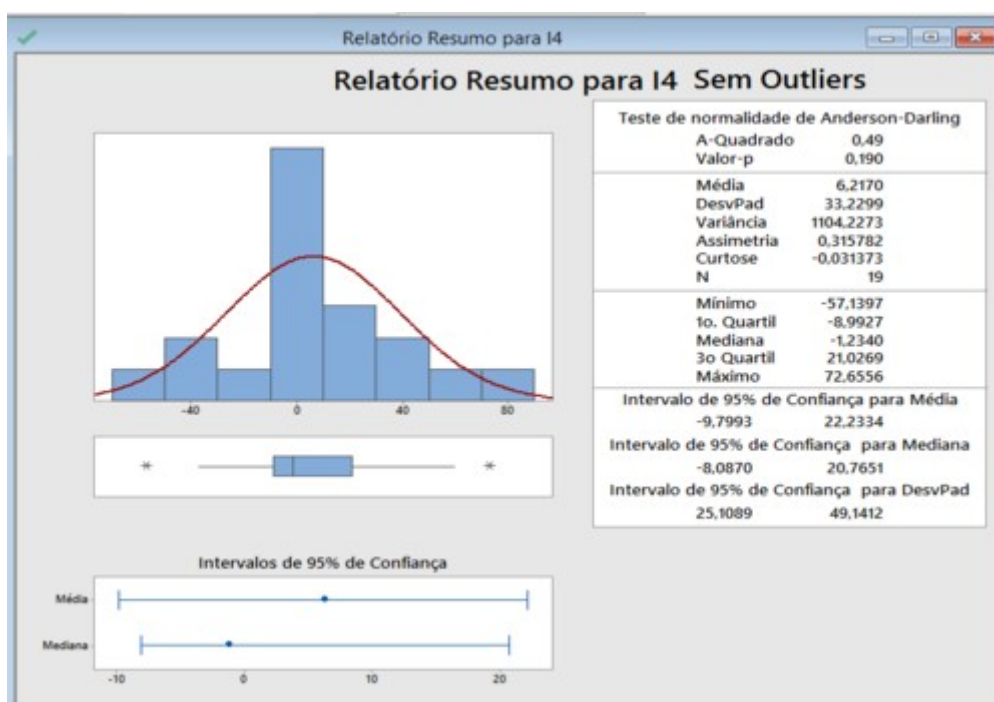 Relatório Resumo para I4
Relatório Resumo para I4 Sem Outliers
Teste de normalidade de Anderson-Darling
A-Quadrado 0,49
Valor-p 0,190
Média 6,2170
DesvPad 33,2299
Variância 1104,2273
Assimetria 0,315782
Curtose -0,031373
N 19
Mínimo -57,1397
1o. Quartil -8,9927
Mediana -1,2340
3o Quartil 21,0269
Máximo 72,6556
Intervalo de 95% de Confiança para Média
-9,7993 22,2334
Intervalo de 95% de Confiança para Mediana
-8,0870 20,7651
Intervalo de 95% de Confiança para DesvPad
25,1089 49,1412
-40 0 40 80
Intervalos de 95% de Confiança
Média
Mediana
-10 0 10 20